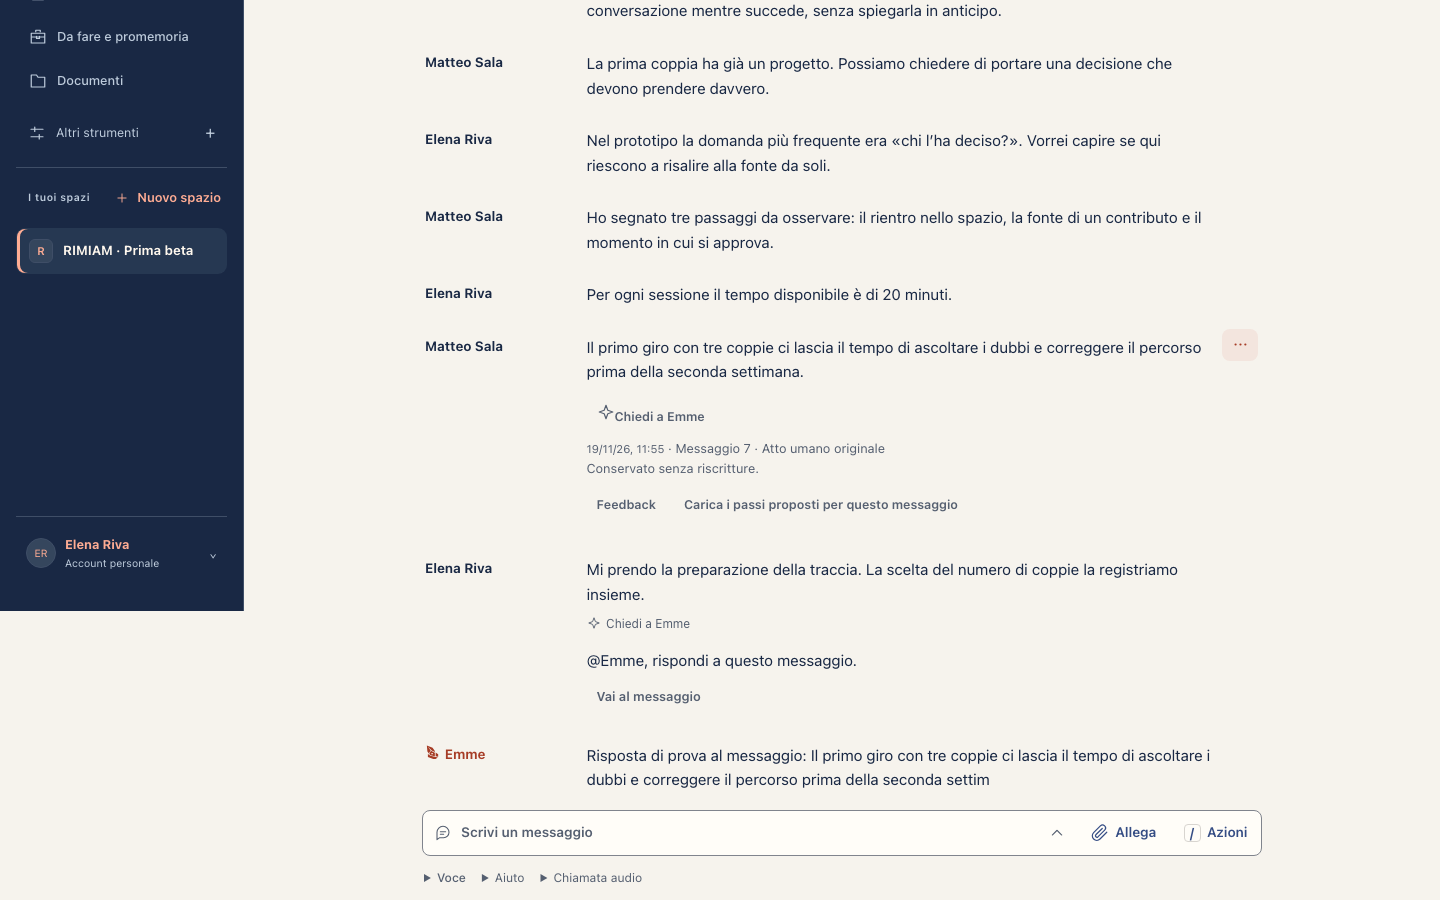 Da fare e promemoria
Documenti
Altri strumenti +
I tuoi spazi + Nuovo spazio
R RIMIAM · Prima beta
ER Elena Riva
Account personale
conversazione mentre succede, senza spiegarla in anticipo.
Matteo Sala
La prima coppia ha già un progetto. Possiamo chiedere di portare una decisione che
devono prendere davvero.
Elena Riva
Nel prototipo la domanda più frequente era «chi l’ha deciso?». Vorrei capire se qui
riescono a risalire alla fonte da soli.
Matteo Sala
Ho segnato tre passaggi da osservare: il rientro nello spazio, la fonte di un contributo e il
momento in cui si approva.
Elena Riva
Per ogni sessione il tempo disponibile è di 20 minuti.
Matteo Sala
Il primo giro con tre coppie ci lascia il tempo di ascoltare i dubbi e correggere il percorso
prima della seconda settimana.
Chiedi a Emme
19/11/26, 11:55 · Messaggio 7 · Atto umano originale
Conservato senza riscritture.
Feedback Carica i passi proposti per questo messaggio
Elena Riva
Mi prendo la preparazione della traccia. La scelta del numero di coppie la registriamo
insieme.
Chiedi a Emme
@Emme, rispondi a questo messaggio.
Vai al messaggio
Emme
Risposta di prova al messaggio: Il primo giro con tre coppie ci lascia il tempo di ascoltare i
dubbi e correggere il percorso prima della seconda settim
Scrivi un messaggio Allega / Azioni
Voce Aiuto Chiamata audio